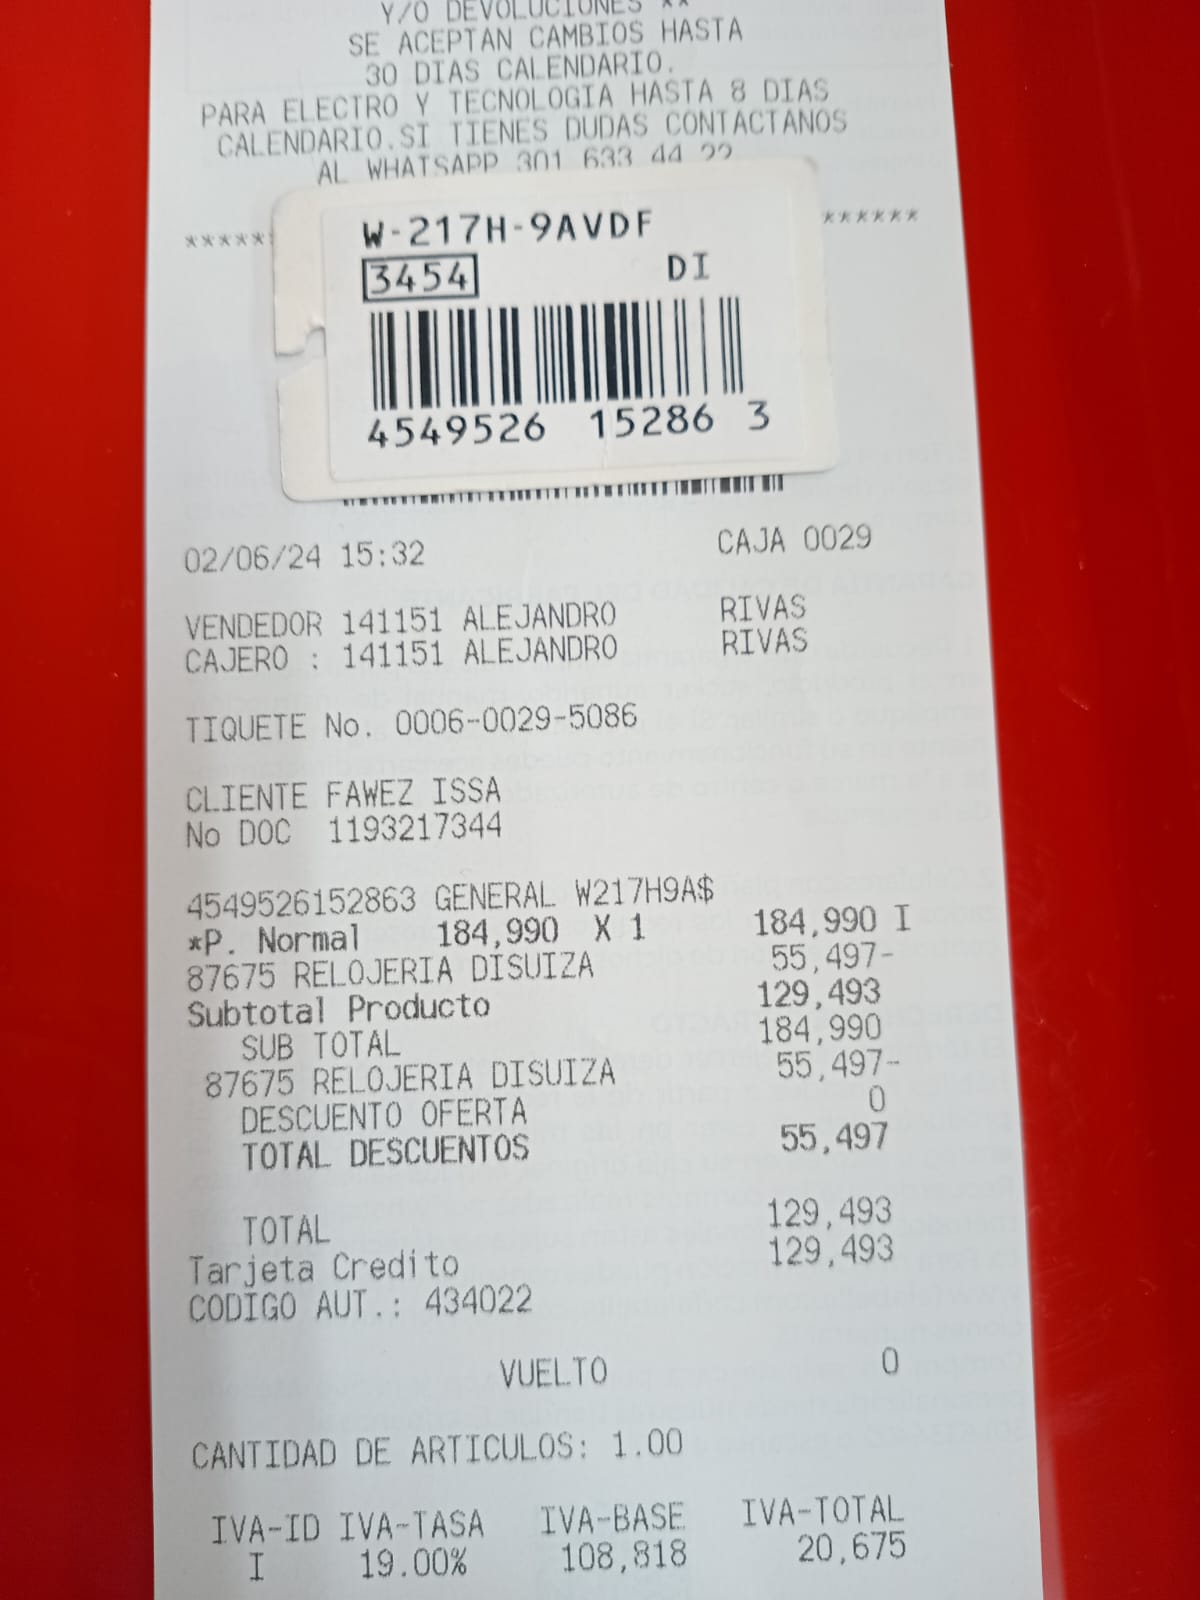 Y/O DEVOLUCIONES **
SE ACEPTAN CAMBIOS HASTA
30 DIAS CALENDARIO.
PARA ELECTRO Y TECNOLOGIA HASTA 8 DIAS
CALENDARIO.SI TIENES DUDAS CONTACTANOS
AL WHATSAPP 301 633 44 22
W-217H-9AVDF
3454 DI
4549526 15286 3
02/06/24 15:32 CAJA 0029
VENDEDOR 141151 ALEJANDRO RIVAS
CAJERO : 141151 ALEJANDRO RIVAS
TIQUETE No. 0006-0029-5086
CLIENTE FAWEZ ISSA
No DOC 1193217344
4549526152863 GENERAL W217H9A$
*P. Normal 184,990 X 1 184,990 I
87675 RELOJERIA DISUIZA 55,497-
Subtotal Producto 129,493
SUB TOTAL 184,990
87675 RELOJERIA DISUIZA 55,497-
DESCUENTO OFERTA 0
TOTAL DESCUENTOS 55,497
TOTAL 129,493
Tarjeta Credito 129,493
CODIGO AUT.: 434022
VUELTO 0
CANTIDAD DE ARTICULOS: 1.00
IVA-ID IVA-TASA IVA-BASE IVA-TOTAL
I 19.00% 108,818 20,675